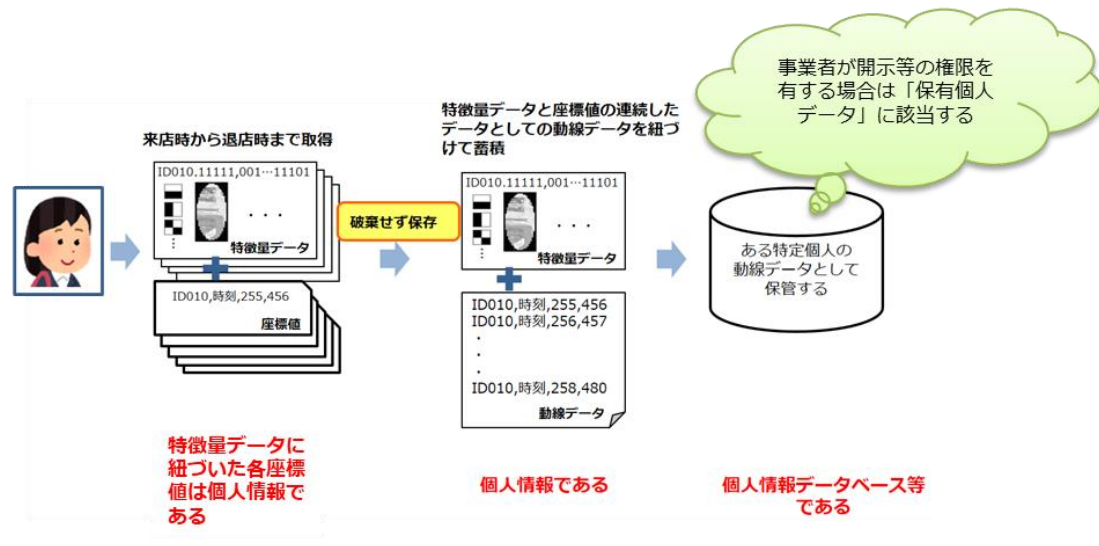 事業者が開示等の権限を
有する場合は「保有個人
データ」に該当する
来店時から退店時まで取得
ID010.11111,001…11101
・・・
特徴量データ
ID010,時刻,255,456
座標値
特徴量データに
紐づいた各座標
値は個人情報で
ある
破棄せず保存
特徴量データと座標値の連続した
データとしての動線データを紐づ
けて蓄積
ID010.11111,001…11101
・・・
特徴量データ
ID010,時刻,255,456
ID010,時刻,256,457
・
・
・
ID010,時刻,258,480
動線データ
個人情報である
ある特定個人の
動線データとして
保管する
個人情報データベース等
である